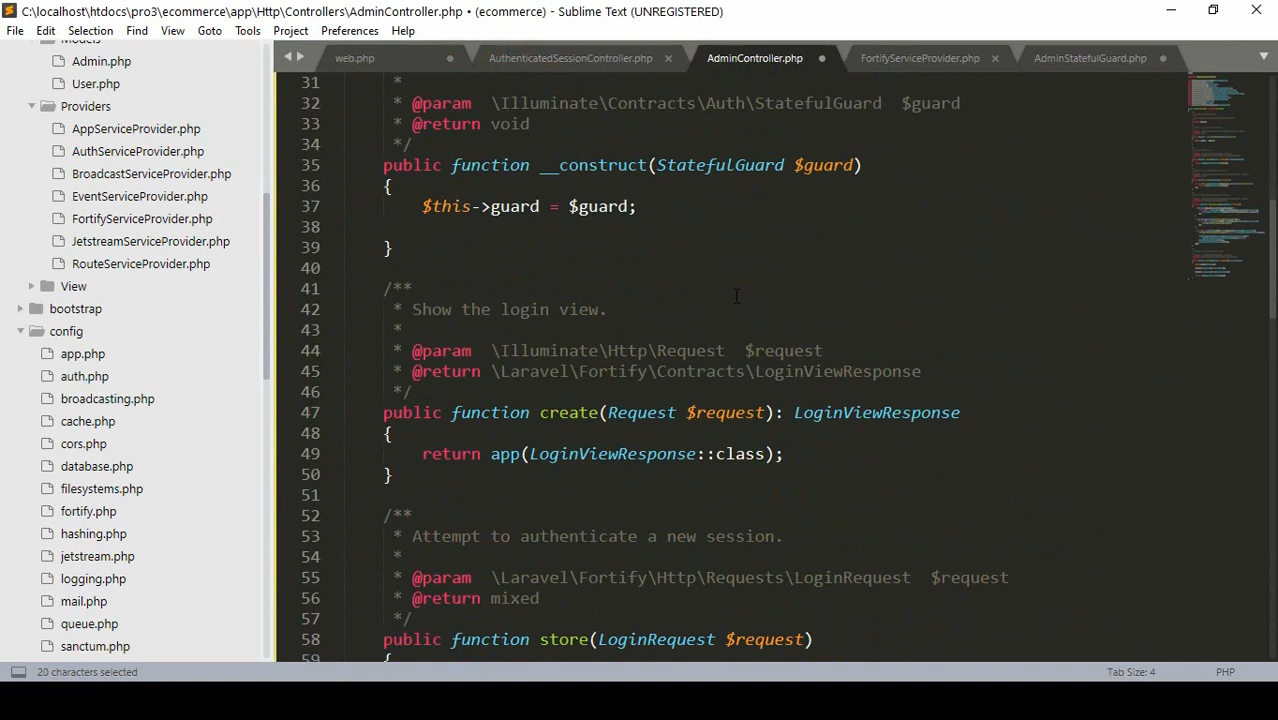 C:\localhost\htdocs\pro3\ecommerce\app\Http\Controllers\AdminController.php • (ecommerce) - Sublime Text (UNREGISTERED)
File Edit Selection Find View Goto Tools Project Preferences Help
Models
Admin.php
User.php
Providers
AppServiceProvider.php
AuthServiceProvider.php
BroadcastServiceProvider.php
EventServiceProvider.php
FortifyServiceProvider.php
JetstreamServiceProvider.php
RouteServiceProvider.php
View
bootstrap
config
app.php
auth.php
broadcasting.php
cache.php
cors.php
database.php
filesystems.php
fortify.php
hashing.php
jetstream.php
logging.php
mail.php
queue.php
sanctum.php
web.php AuthenticatedSessionController.php AdminController.php FortifyServiceProvider.php AdminStatefulGuard.php
31 *
32 * @param \Illuminate\Contracts\Auth\StatefulGuard $guard
33 * @return void
34 */
35 public function __construct(StatefulGuard $guard)
36 {
37 $this->guard = $guard;
38
39 }
40
41 /**
42 * Show the login view.
43 *
44 * @param \Illuminate\Http\Request $request
45 * @return \Laravel\Fortify\Contracts\LoginViewResponse
46 */
47 public function create(Request $request): LoginViewResponse
48 {
49 return app(LoginViewResponse::class);
50 }
51
52 /**
53 * Attempt to authenticate a new session.
54 *
55 * @param \Laravel\Fortify\Http\Requests\LoginRequest $request
56 * @return mixed
57 */
58 public function store(LoginRequest $request)
59 {
20 characters selected Tab Size: 4 PHP